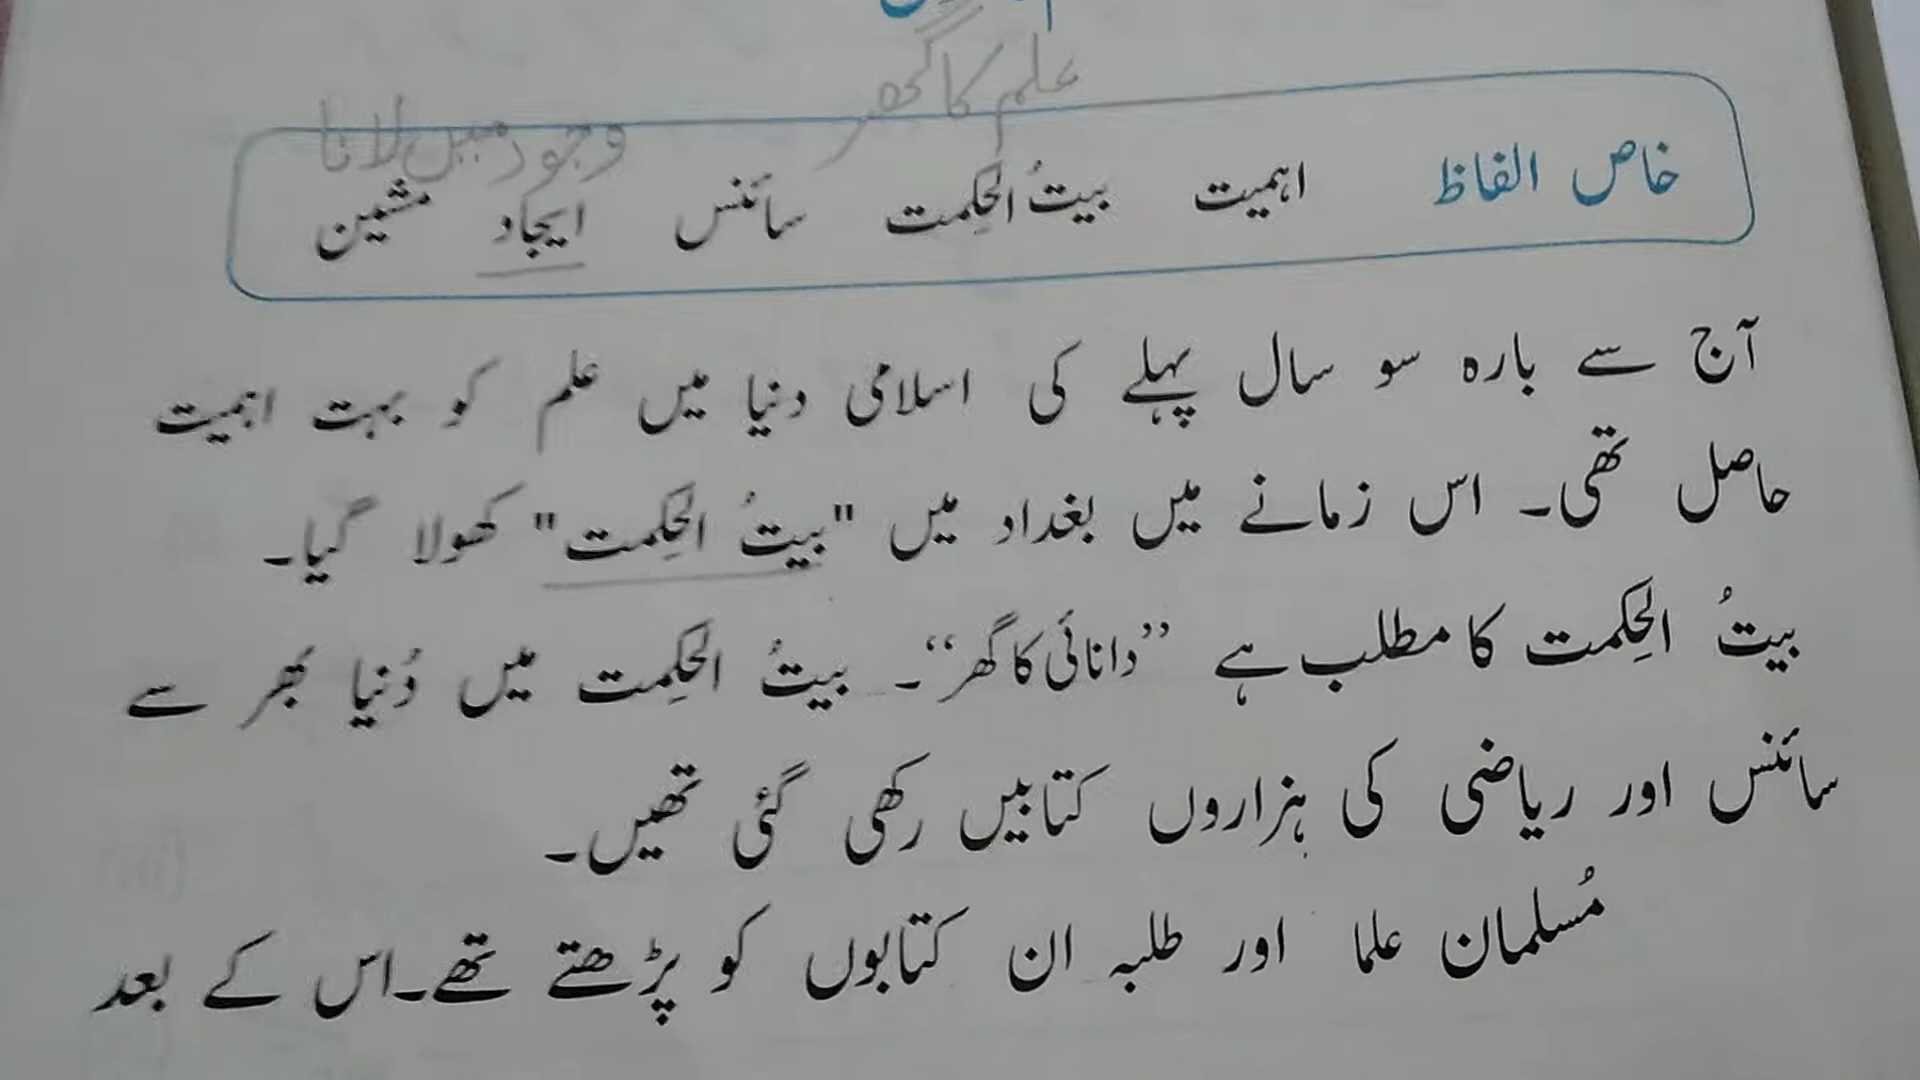 علم کا گھر
وجود میں لانا
خاص الفاظ اہمیت بیتُ الحِکمت سائنس ایجاد مشین
آج سے بارہ سو سال پہلے کی اسلامی دنیا میں علم کو بہت اہمیت
حاصل تھی۔ اس زمانے میں بغداد میں "بیتُ الحِکمت" کھولا گیا۔
بیتُ الحِکمت کا مطلب ہے ’’دانائی کا گھر‘‘۔ بیتُ الحِکمت میں دُنیا بھر سے
سائنس اور ریاضی کی ہزاروں کتابیں رکھی گئی تھیں۔
مُسلمان علما اور طلبہ ان کتابوں کو پڑھتے تھے۔اس کے بعد